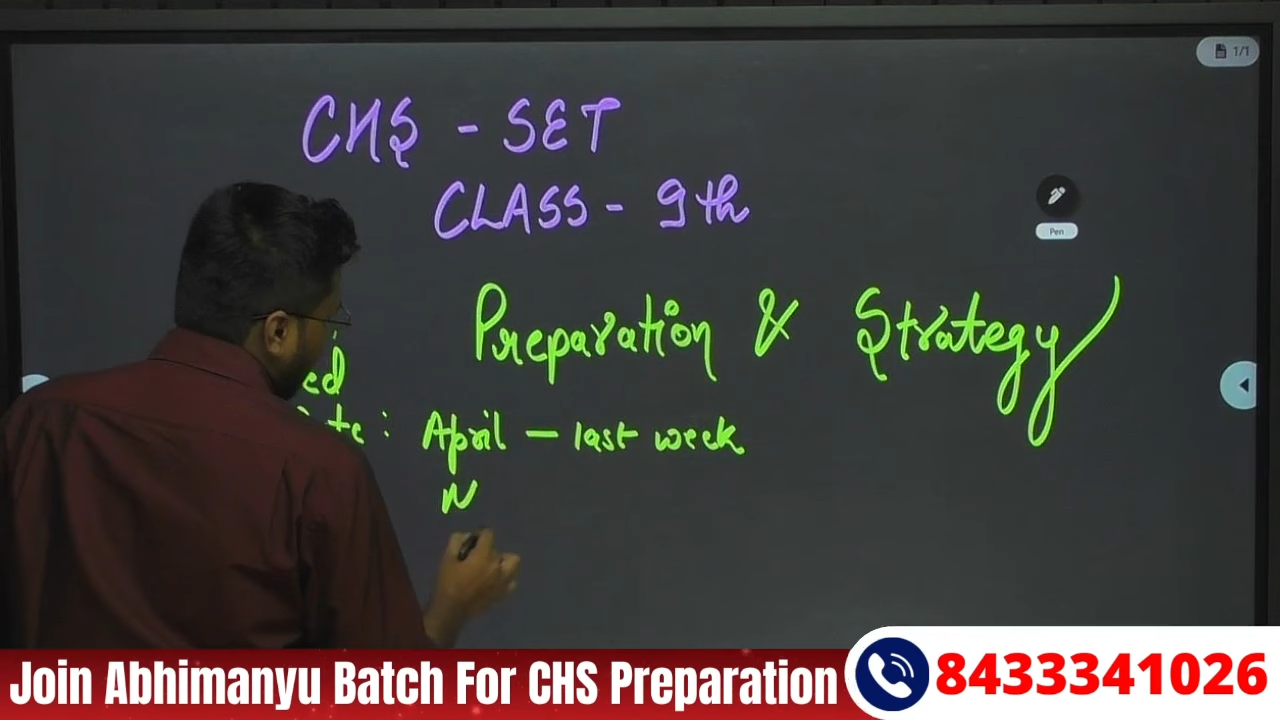 1/1
CHS - SET
CLASS - 9th
Pen
Preparation & Strategy
April - last week
N
Join Abhimanyu Batch For CHS Preparation
8433341026